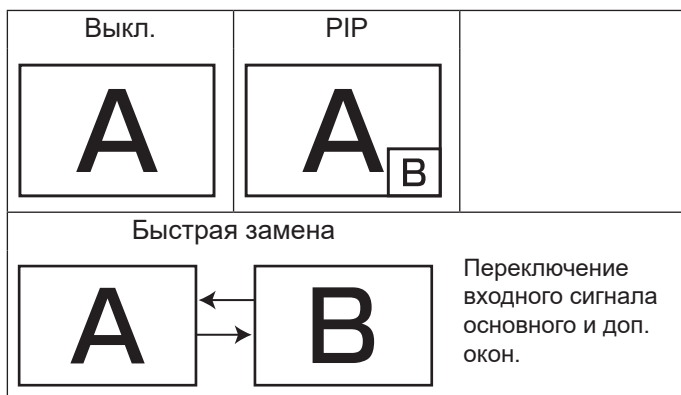 Выкл.
PIP
A
A
B
Быстрая замена
A
B
Переключение
входного сигнала
основного и доп.
окон.